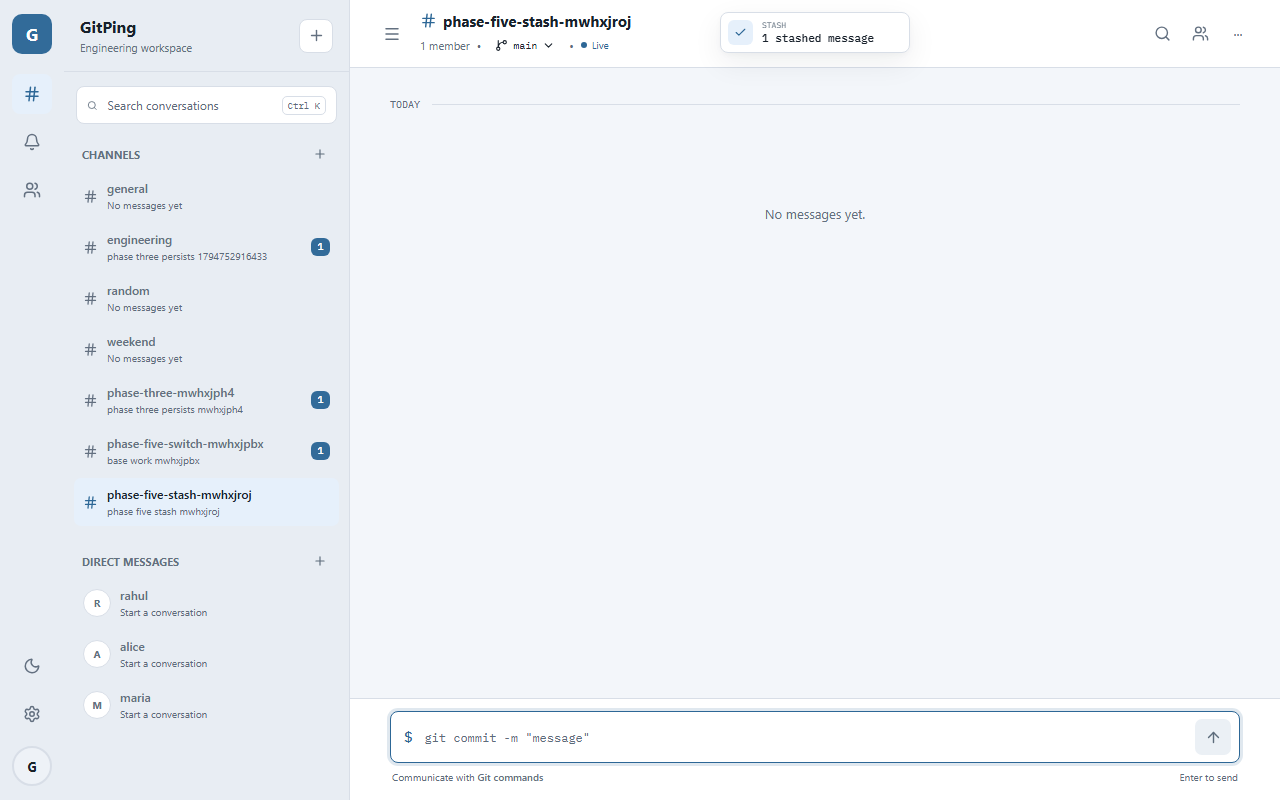 G
GitPing
Engineering workspace
Search conversations
Ctrl K
CHANNELS
general
No messages yet
engineering
phase three persists 1794752916433
1
random
No messages yet
weekend
No messages yet
phase-three-mwhxjph4
phase three persists mwhxjph4
1
phase-five-switch-mwhxjpbx
base work mwhxjpbx
1
phase-five-stash-mwhxjroj
phase five stash mwhxjroj
DIRECT MESSAGES
R
rahul
Start a conversation
A
alice
Start a conversation
M
maria
Start a conversation
G
# phase-five-stash-mwhxjroj
1 member • main • Live
STASH
1 stashed message
TODAY
No messages yet.
$ git commit -m "message"
Communicate with Git commands
Enter to send